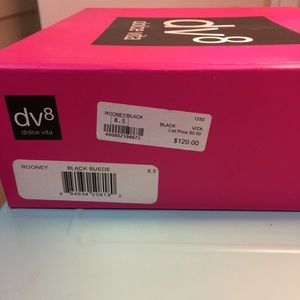 dv8
dolce vita
dv8
dolce vita
ROONEY/BLACK 1250
8.5 BLACK VITA
List Price $0.00
400002198671
$120.00
ROONEY BLACK SUEDE 8.5